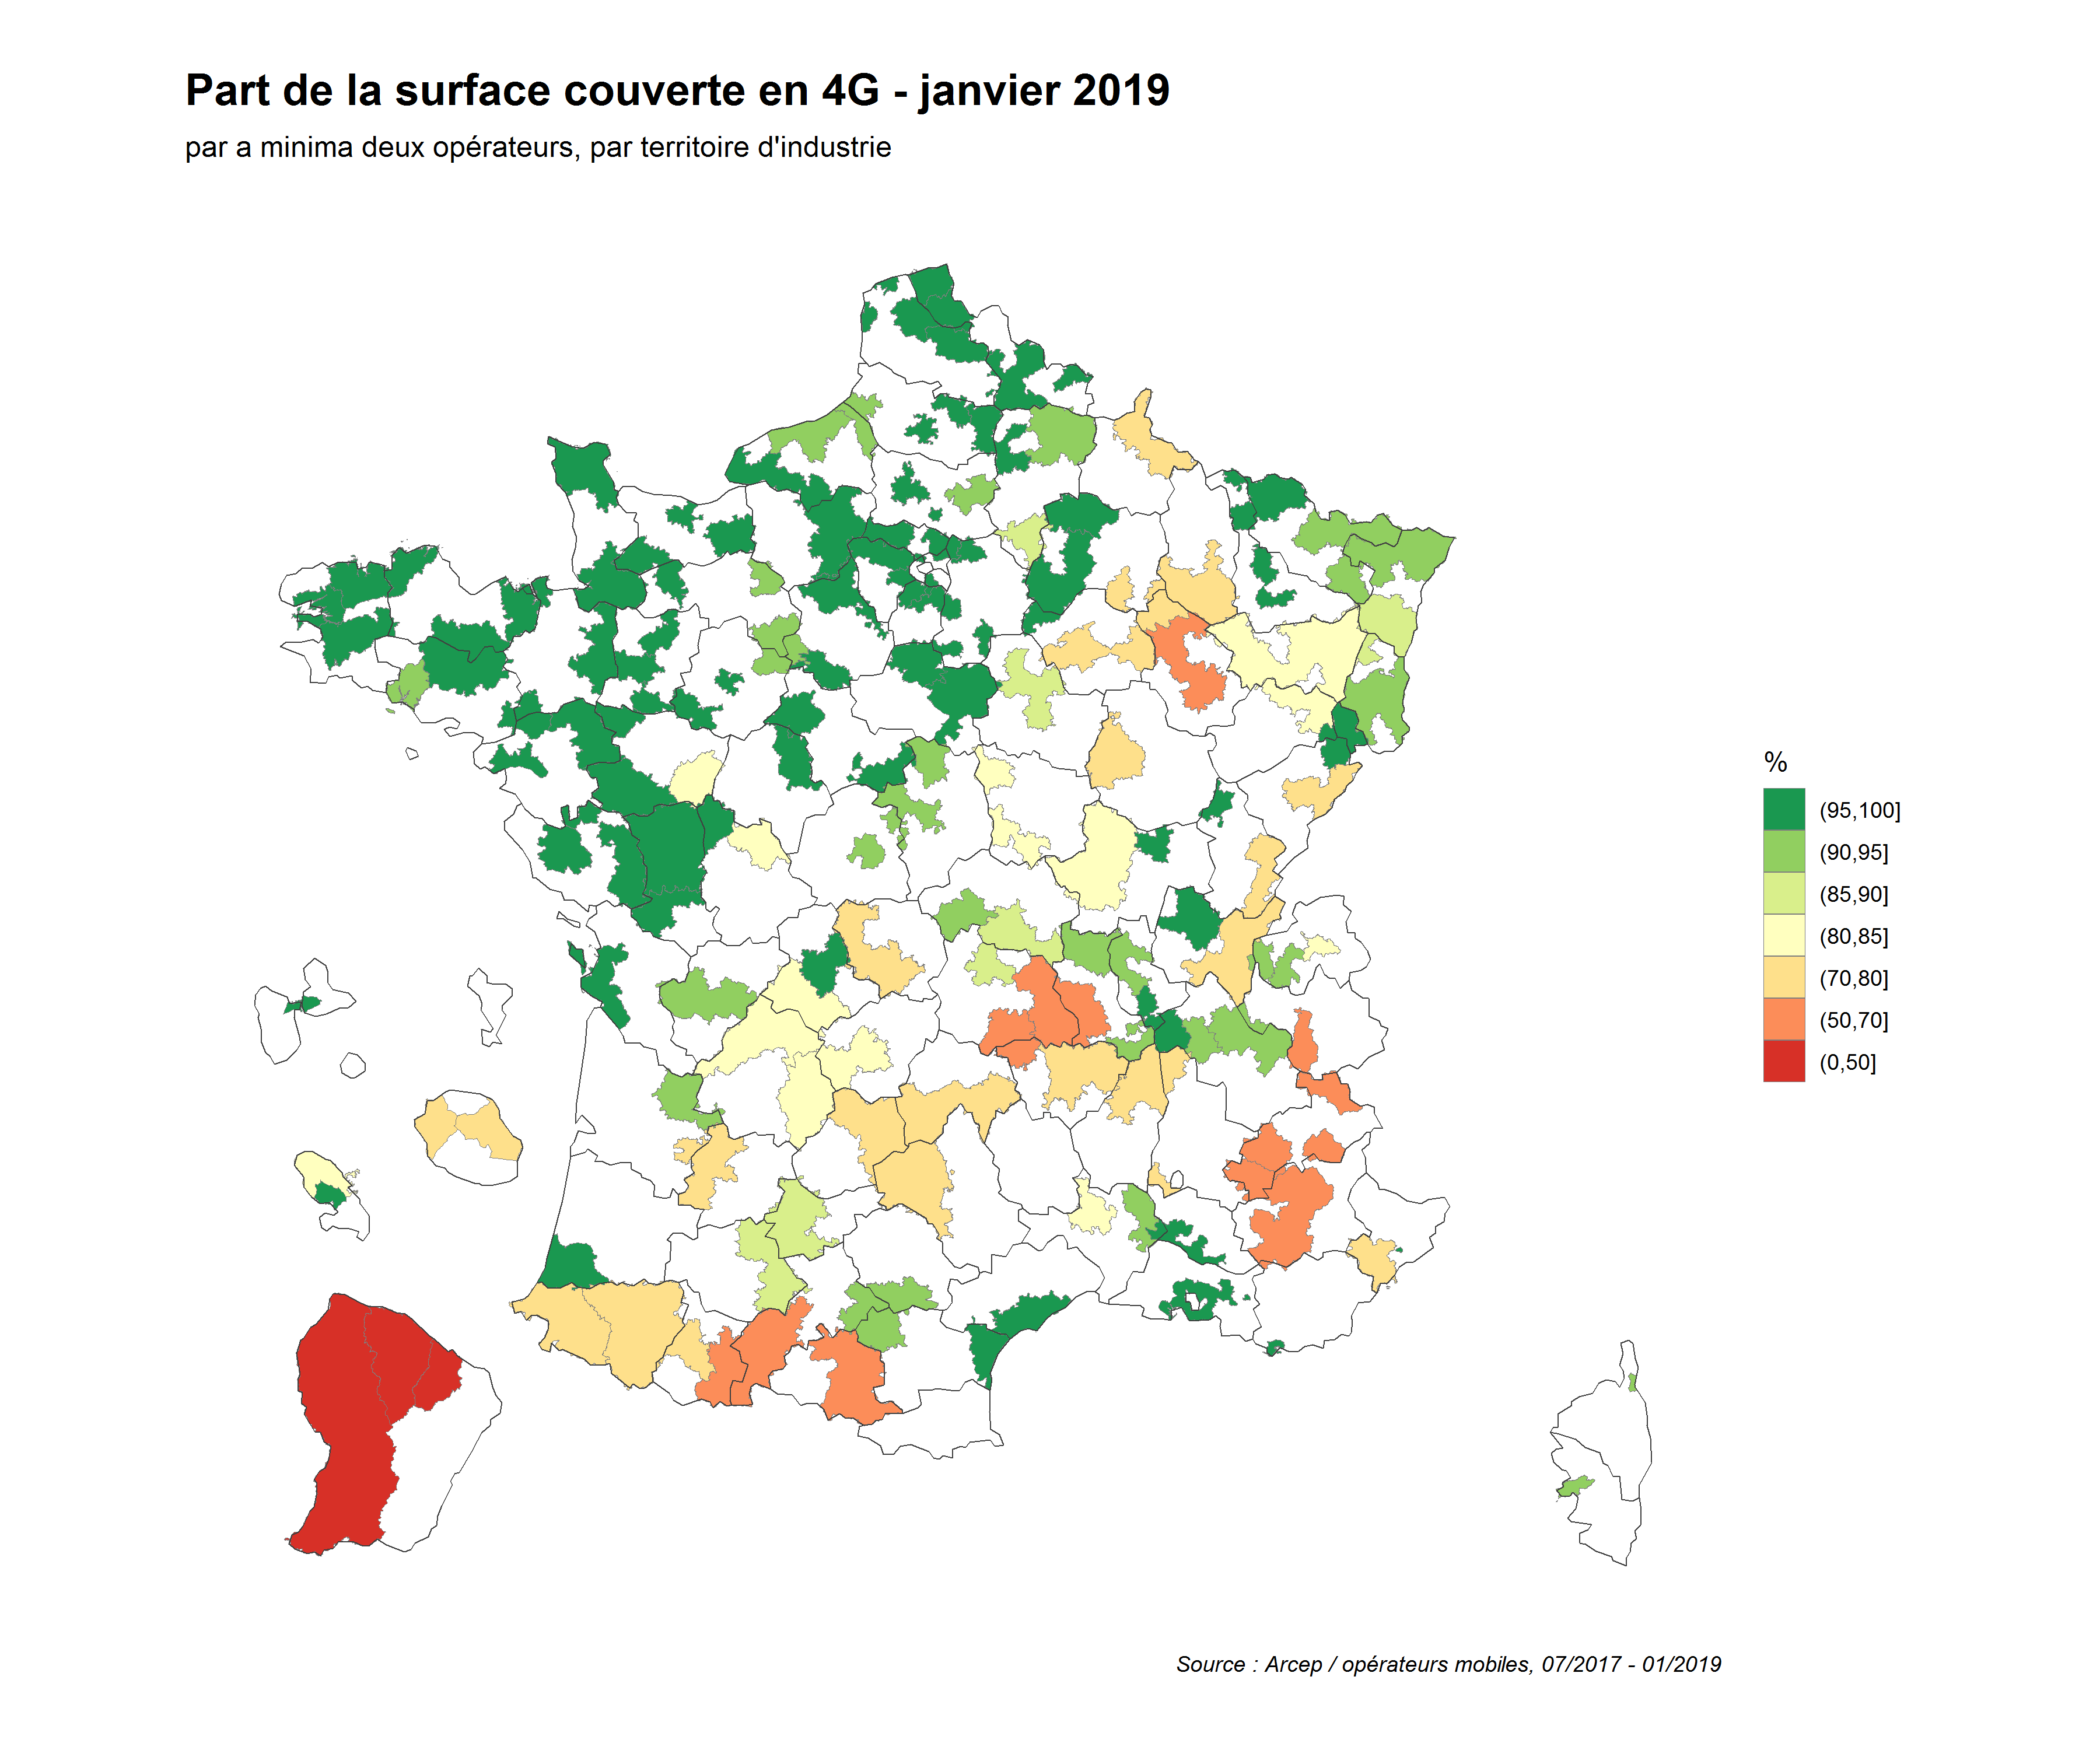 Part de la surface couverte en 4G - janvier 2019
par a minima deux opérateurs, par territoire d'industrie
%
(95,100]
(90,95]
(85,90]
(80,85]
(70,80]
(50,70]
(0,50]
Source : Arcep / opérateurs mobiles, 07/2017 - 01/2019